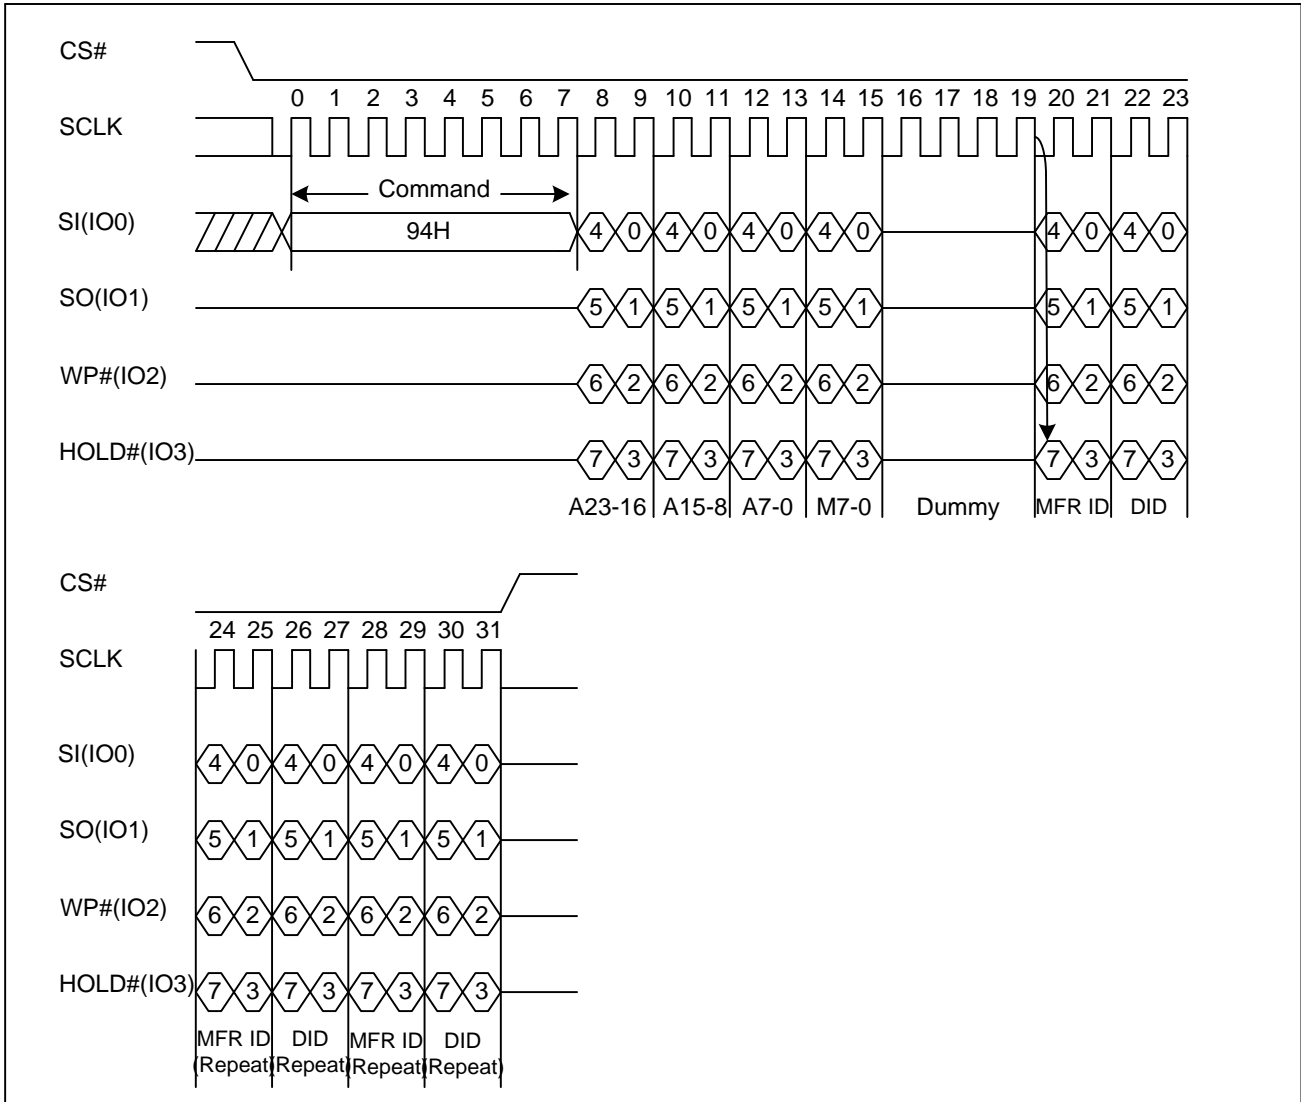 CS#
0 1 2 3 4 5 6 7 8 9 10 11 12 13 14 15 16 17 18 19 20 21 22 23
SCLK
Command
SI(IO0) 94H 4 0 4 0 4 0 4 0 4 0 4 0
SO(IO1) 5 1 5 1 5 1 5 1 5 1 5 1
WP#(IO2) 6 2 6 2 6 2 6 2 6 2 6 2
HOLD#(IO3) 7 3 7 3 7 3 7 3 7 3 7 3
A23-16 A15-8 A7-0 M7-0 Dummy MFR ID DID
CS#
24 25 26 27 28 29 30 31
SCLK
SI(IO0) 4 0 4 0 4 0 4 0
SO(IO1) 5 1 5 1 5 1 5 1
WP#(IO2) 6 2 6 2 6 2 6 2
HOLD#(IO3) 7 3 7 3 7 3 7 3
MFR ID DID MFR ID DID
(Repeat) (Repeat) (Repeat) (Repeat)